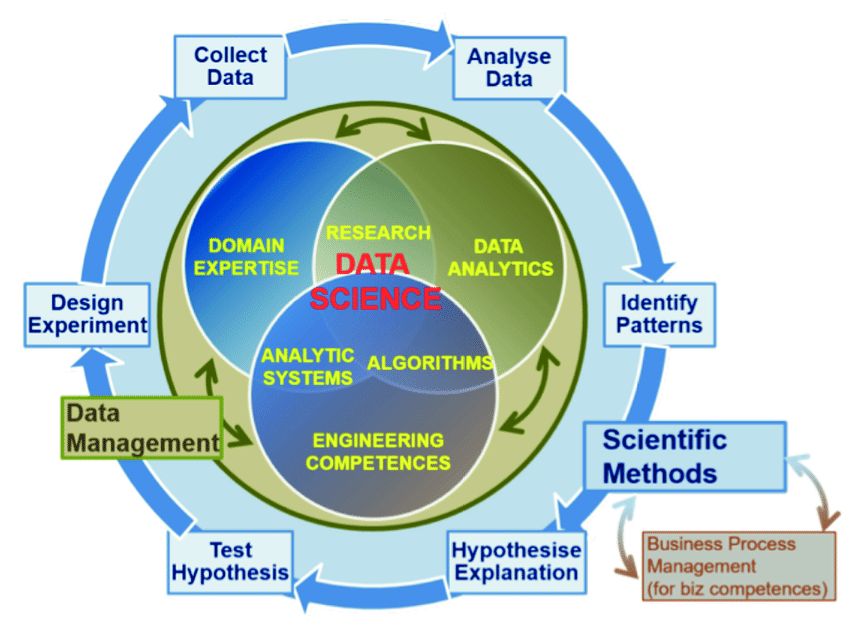 Collect
Data
Analyse
Data
DOMAIN
EXPERTISE
RESEARCH
DATA
ANALYTICS
DATA
SCIENCE
Design
Experiment
Identify
Patterns
ANALYTIC
SYSTEMS
ALGORITHMS
Data
Management
ENGINEERING
COMPETENCES
Scientific
Methods
Test
Hypothesis
Hypothesise
Explanation
Business Process
Management
(for biz competences)